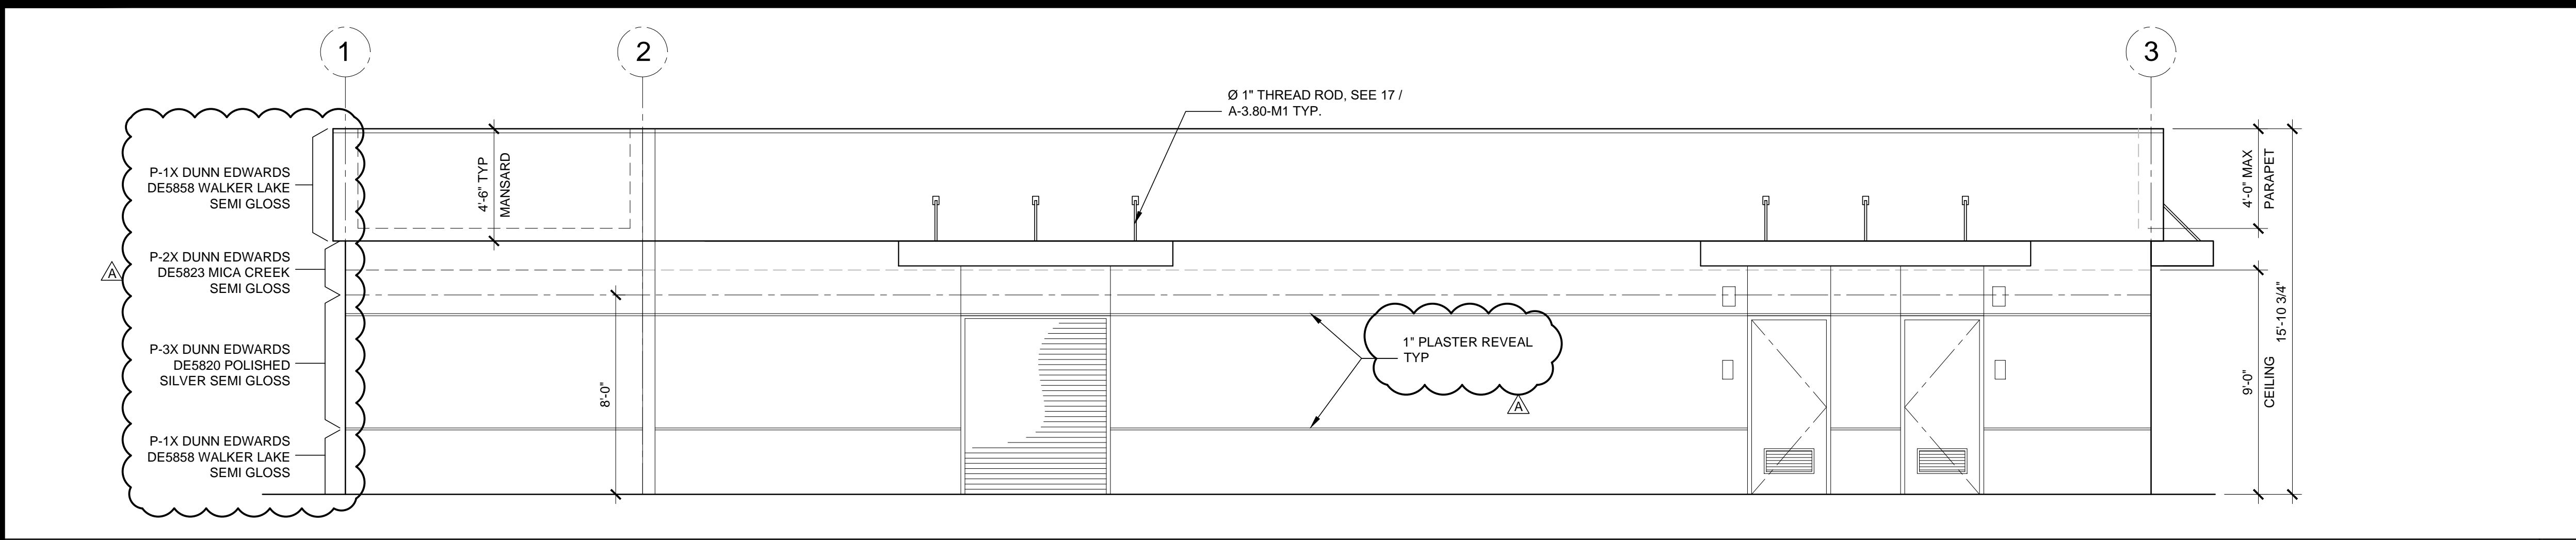 1
2
3
Ø 1" THREAD ROD, SEE 17 /
A-3.80-M1 TYP.
P-1X DUNN EDWARDS
DE5858 WALKER LAKE
SEMI GLOSS
4'-6" TYP
MANSARD
4'-0" MAX
PARAPET
P-2X DUNN EDWARDS
DE5823 MICA CREEK
SEMI GLOSS
A
15'-10 3/4"
1" PLASTER REVEAL
TYP
A
P-3X DUNN EDWARDS
DE5820 POLISHED
SILVER SEMI GLOSS
8'-0"
9'-0"
CEILING
P-1X DUNN EDWARDS
DE5858 WALKER LAKE
SEMI GLOSS